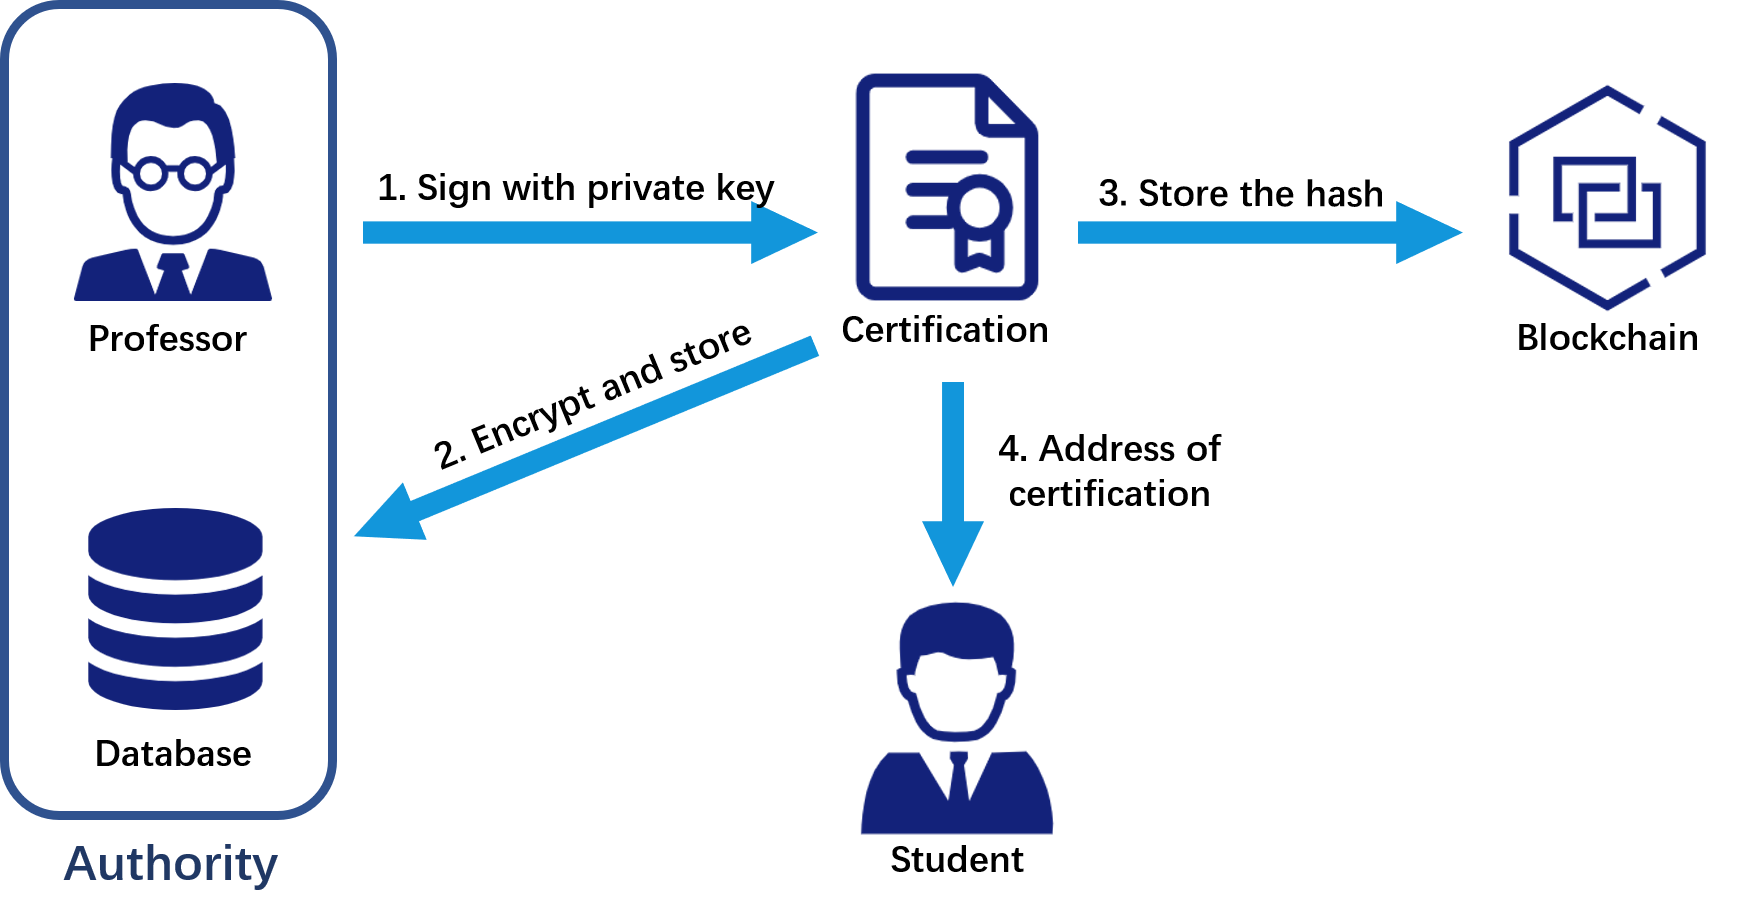 1. Sign with private key
3. Store the hash
Professor
Certification
Blockchain
2. Encrypt and store
4. Address of
certification
Database
Student
Authority